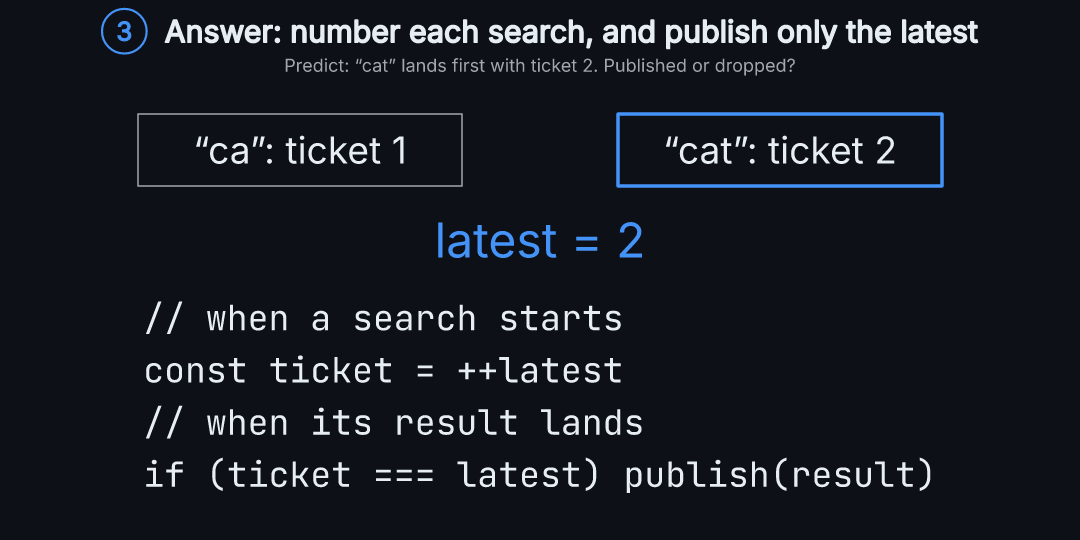 3 Answer: number each search, and publish only the latest
Predict: “cat” lands first with ticket 2. Published or dropped?
“ca”: ticket 1
“cat”: ticket 2
latest = 2
// when a search starts
const ticket = ++latest
// when its result lands
if (ticket === latest) publish(result)